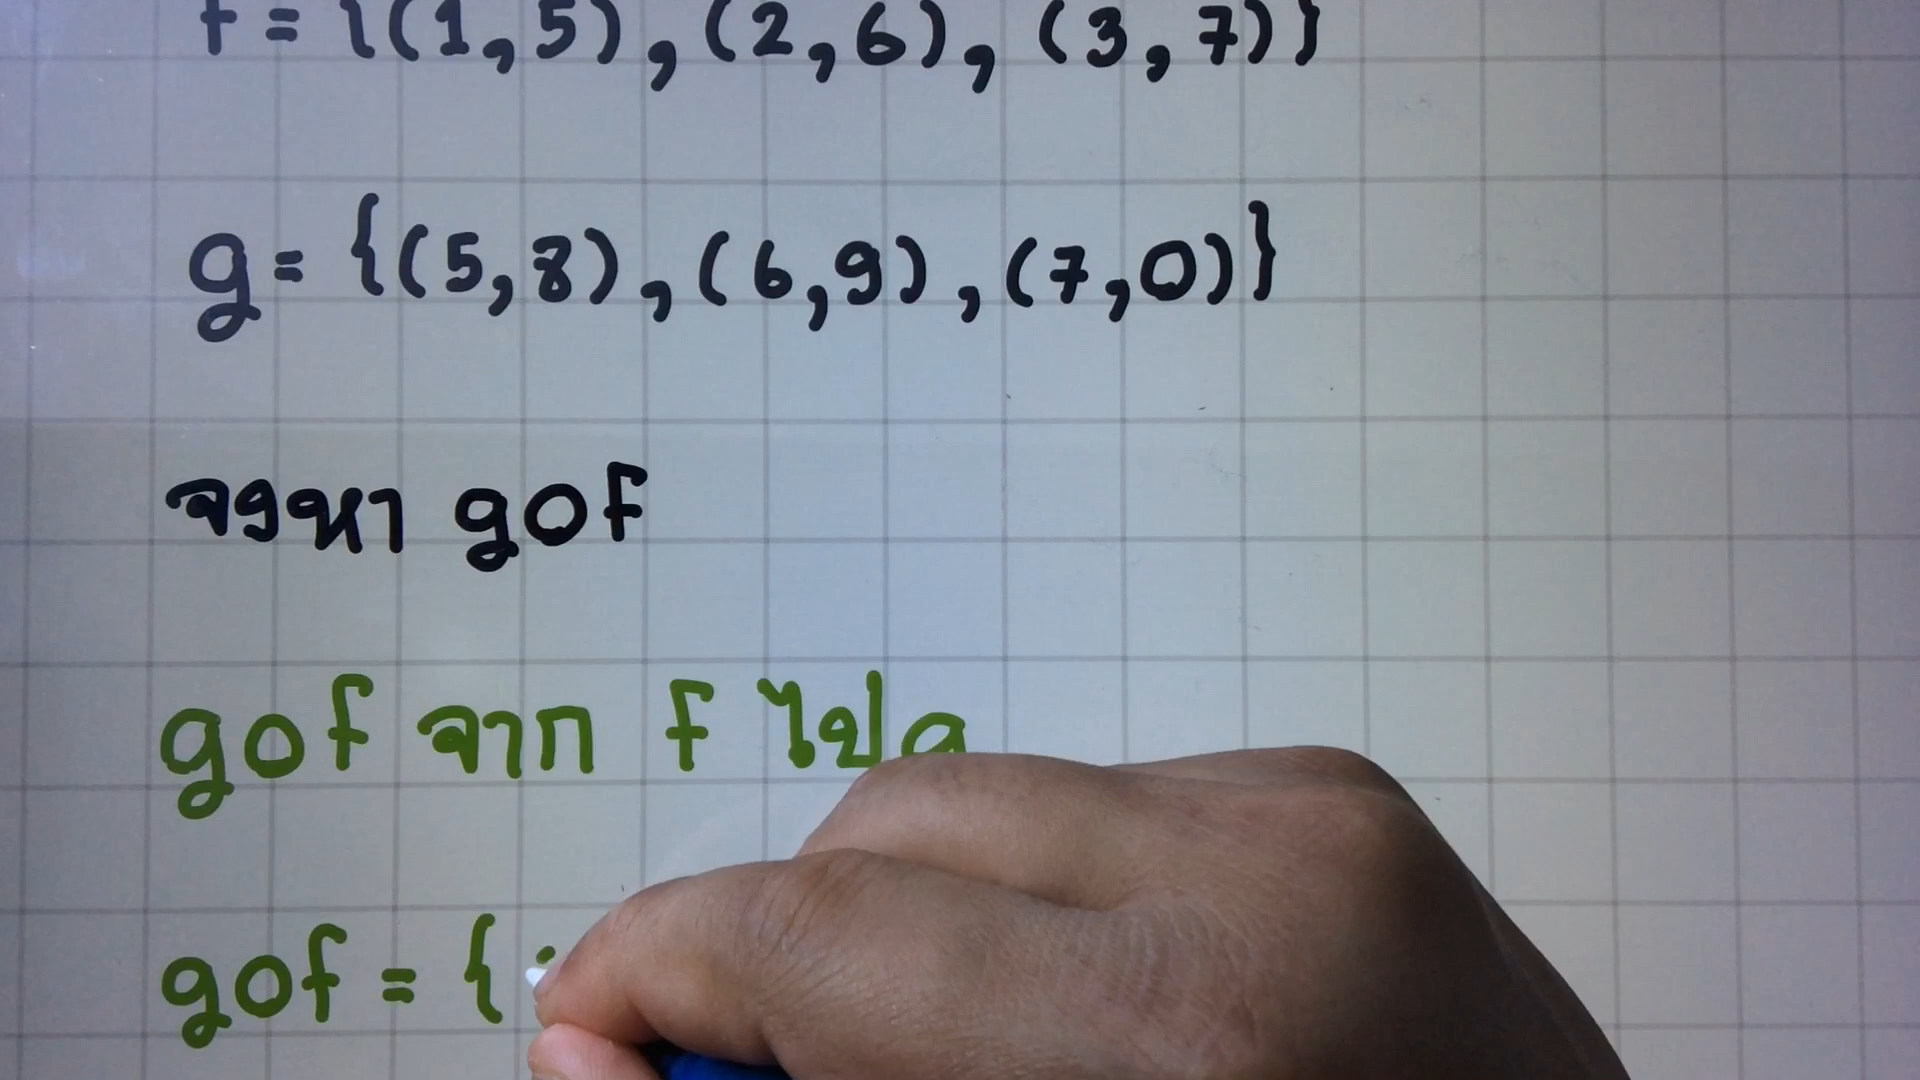 f = {(1,5), (2,6), (3,7)}
g = {(5,8), (6,9), (7,0)}
จงหา gof
gof จาก f ไป g
gof = {